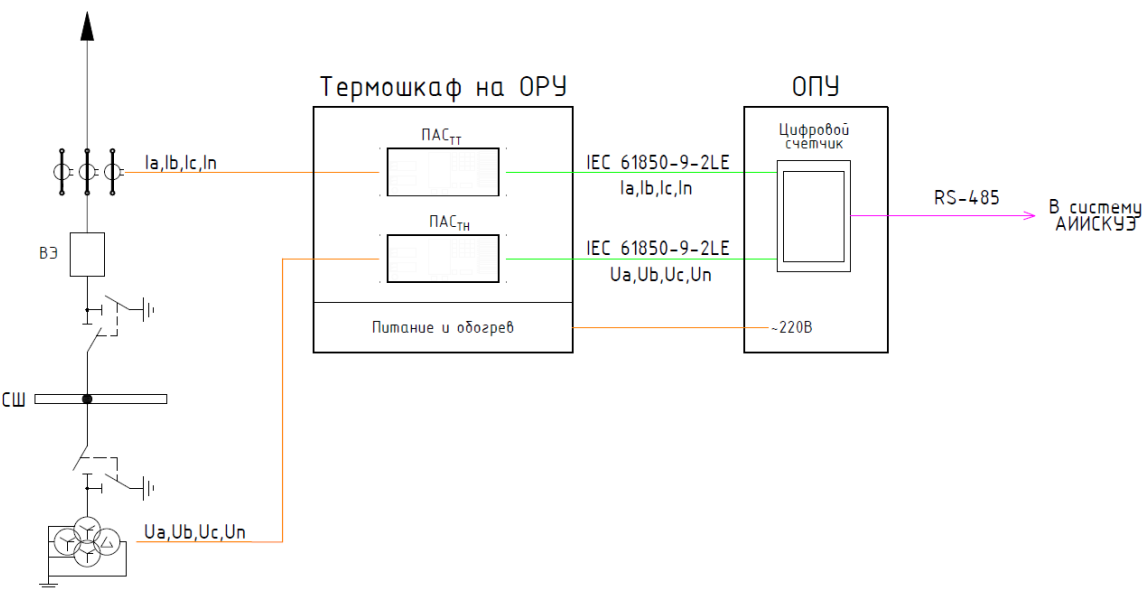 Термошкаф на ОРУ
ОПУ
ПАСТТ
Цифровой
счетчик
Ia,Ib,Ic,In
IEC 61850-9-2LE
Ia,Ib,Ic,In
RS-485
В систему
АИИСКУЭ
ПАСТН
ВЭ
IEC 61850-9-2LE
Ua,Ub,Uc,Un
Питание и обогрев
~220В
СШ
Ua,Ub,Uc,Un